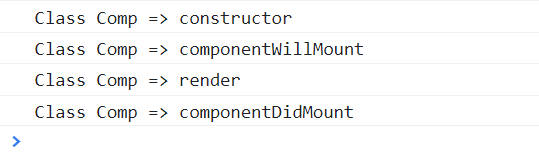 Class Comp => constructor
Class Comp => componentWillMount
Class Comp => render
Class Comp => componentDidMount
>